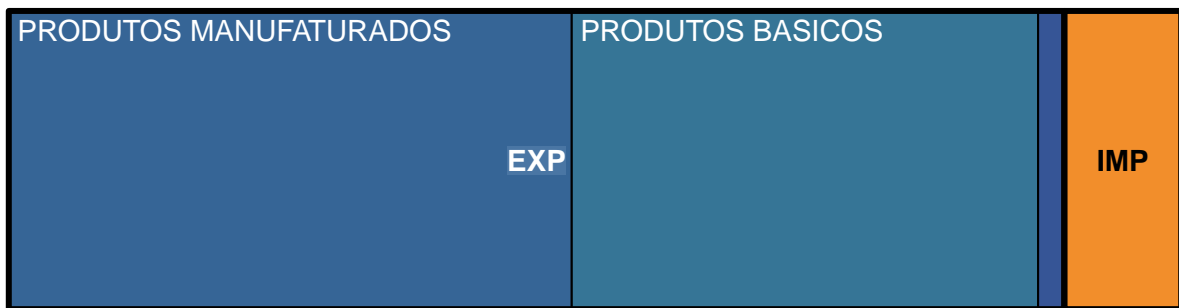 PRODUTOS MANUFATURADOS
PRODUTOS BASICOS
EXP
IMP